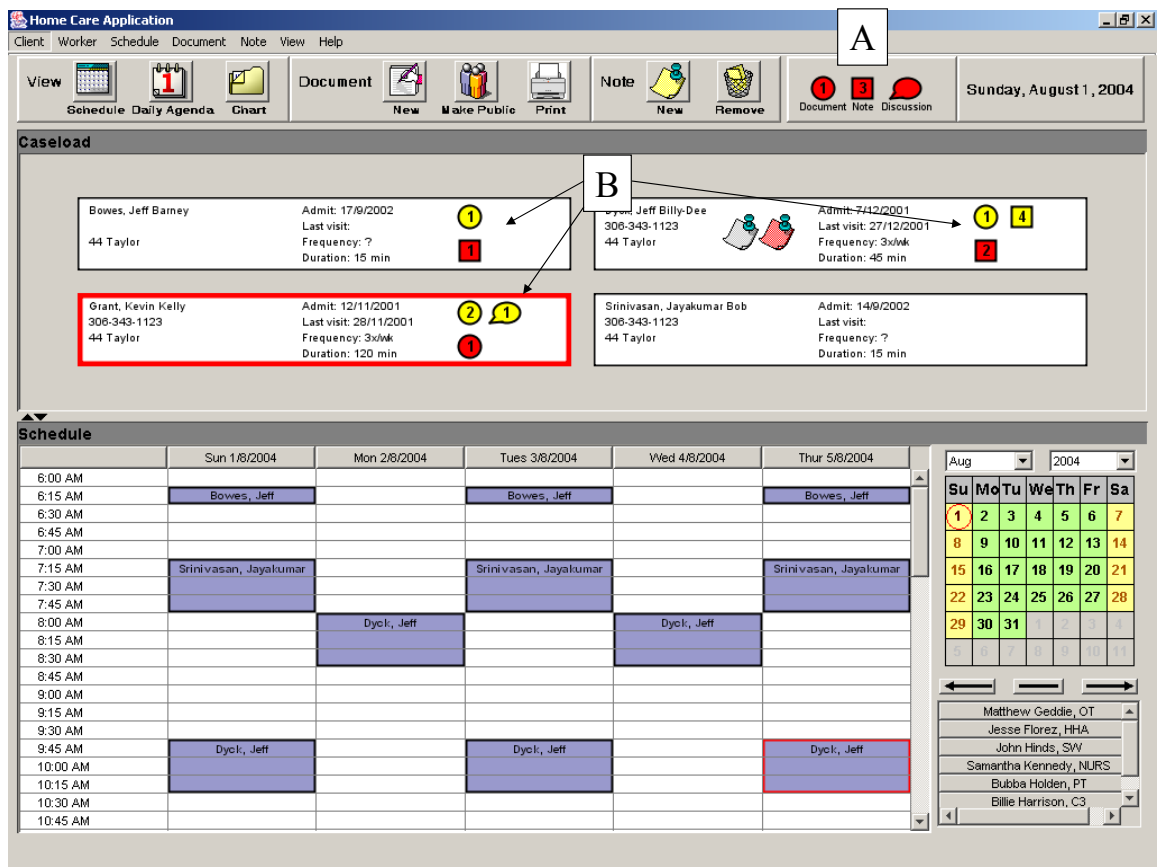 Home Care Application
Client Worker Schedule Document Note View Help
A
View
Schedule Daily Agenda Chart
Document
New Make Public Print
Note
New Remove
1 3
Document Note Discussion
Sunday, August 1, 2004
Caseload
B
Bowes, Jeff Barney
44 Taylor
Admit: 17/9/2002
Last visit:
Frequency: ?
Duration: 15 min
1
1
Jeff Billy-Dee
306-343-1123
44 Taylor
Admit: 7/12/2001
Last visit: 27/12/2001
Frequency: 3x/wk
Duration: 45 min
1 4
2
Grant, Kevin Kelly
306-343-1123
44 Taylor
Admit: 12/11/2001
Last visit: 28/11/2001
Frequency: 3x/wk
Duration: 120 min
2 1
1
Srinivasan, Jayakumar Bob
306-343-1123
44 Taylor
Admit: 14/9/2002
Last visit:
Frequency: ?
Duration: 15 min
Schedule
Sun 1/8/2004 Mon 2/8/2004 Tues 3/8/2004 Wed 4/8/2004 Thur 5/8/2004
6:00 AM
6:15 AM Bowes, Jeff Bowes, Jeff Bowes, Jeff
6:30 AM
6:45 AM
7:00 AM
7:15 AM Srinivasan, Jayakumar Srinivasan, Jayakumar Srinivasan, Jayakumar
7:30 AM
7:45 AM
8:00 AM Dyck, Jeff Dyck, Jeff
8:15 AM
8:30 AM
8:45 AM
9:00 AM
9:15 AM
9:30 AM
9:45 AM Dyck, Jeff Dyck, Jeff Dyck, Jeff
10:00 AM
10:15 AM
10:30 AM
10:45 AM
Aug 2004
Su Mo Tu We Th Fr Sa
1 2 3 4 5 6 7
8 9 10 11 12 13 14
15 16 17 18 19 20 21
22 23 24 25 26 27 28
29 30 31 1 2 3 4
5 6 7 8 9 10 11
Matthew Geddie, OT
Jesse Florez, HHA
John Hinds, SW
Samantha Kennedy, NURS
Bubba Holden, PT
Billie Harrison, C3